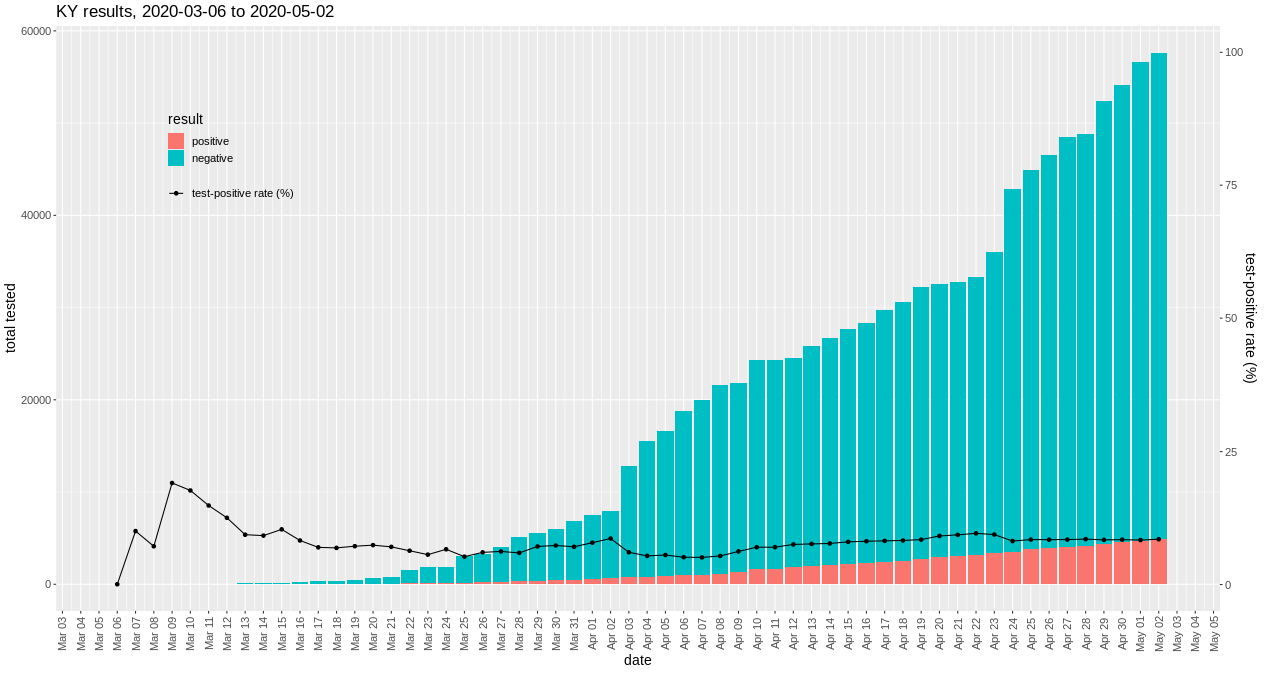 KY results, 2020-03-06 to 2020-05-02
total tested
60000
40000
20000
0
result
positive
negative
test-positive rate (%)
100
75
50
25
0
test-positive rate (%)
Mar 03
Mar 04
Mar 05
Mar 06
Mar 07
Mar 08
Mar 09
Mar 10
Mar 11
Mar 12
Mar 13
Mar 14
Mar 15
Mar 16
Mar 17
Mar 18
Mar 19
Mar 20
Mar 21
Mar 22
Mar 23
Mar 24
Mar 25
Mar 26
Mar 27
Mar 28
Mar 29
Mar 30
Mar 31
Apr 01
Apr 02
Apr 03
Apr 04
Apr 05
Apr 06
Apr 07
Apr 08
Apr 09
Apr 10
Apr 11
Apr 12
Apr 13
Apr 14
Apr 15
Apr 16
Apr 17
Apr 18
Apr 19
Apr 20
Apr 21
Apr 22
Apr 23
Apr 24
Apr 25
Apr 26
Apr 27
Apr 28
Apr 29
Apr 30
May 01
May 02
May 03
May 04
May 05
date